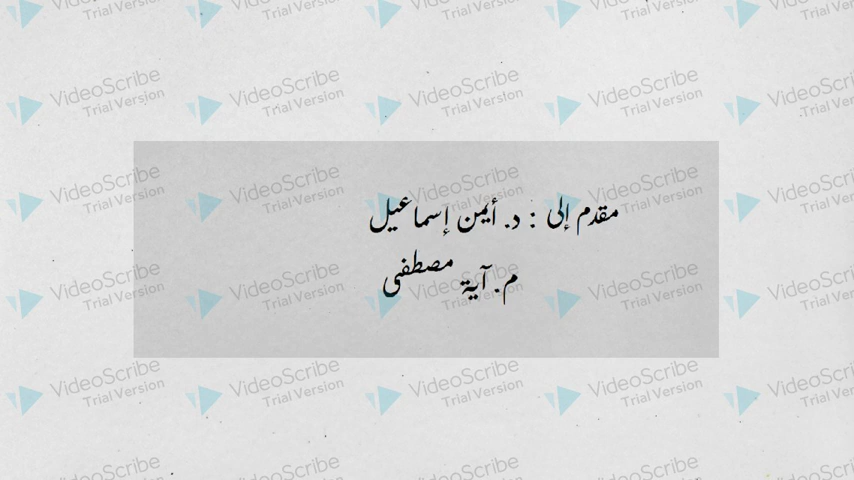 مقدم إلى : د. أيمن إسماعيل
م. آية مصطفى
VideoScribe
Trial Version